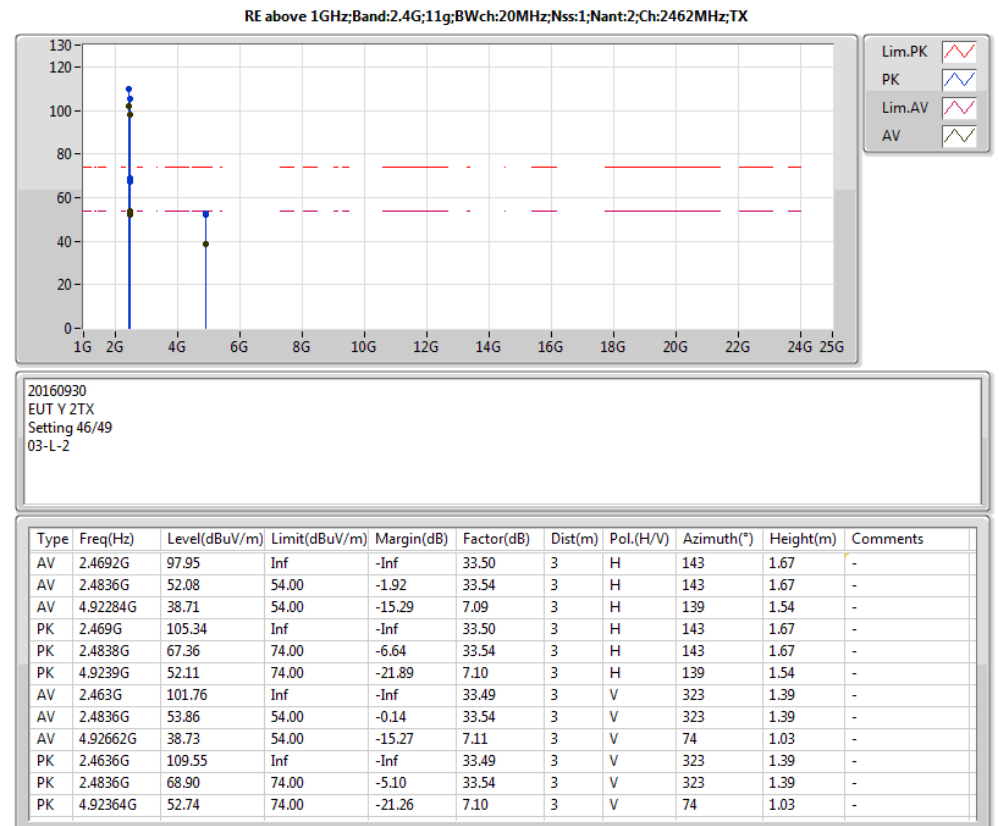 RE above 1GHz;Band:2.4G;11g;BWch:20MHz;Nss:1;Nant:2;Ch:2462MHz;TX
130
120
100
80
60
40
20
0
1G 2G 4G 6G 8G 10G 12G 14G 16G 18G 20G 22G 24G 25G
Lim.PK
PK
Lim.AV
AV
20160930
EUT Y 2TX
Setting 46/49
03-L-2
Type Freq(Hz) Level(dBuV/m) Limit(dBuV/m) Margin(dB) Factor(dB) Dist(m) Pol.(H/V) Azimuth(°) Height(m) Comments
AV 2.4692G 97.95 Inf -Inf 33.50 3 H 143 1.67 -
AV 2.4836G 52.08 54.00 -1.92 33.54 3 H 143 1.67 -
AV 4.92284G 38.71 54.00 -15.29 7.09 3 H 139 1.54 -
PK 2.469G 105.34 Inf -Inf 33.50 3 H 143 1.67 -
PK 2.4838G 67.36 74.00 -6.64 33.54 3 H 143 1.67 -
PK 4.9239G 52.11 74.00 -21.89 7.10 3 H 139 1.54 -
AV 2.463G 101.76 Inf -Inf 33.49 3 V 323 1.39 -
AV 2.4836G 53.86 54.00 -0.14 33.54 3 V 323 1.39 -
AV 4.92662G 38.73 54.00 -15.27 7.11 3 V 74 1.03 -
PK 2.4636G 109.55 Inf -Inf 33.49 3 V 323 1.39 -
PK 2.4836G 68.90 74.00 -5.10 33.54 3 V 323 1.39 -
PK 4.92364G 52.74 74.00 -21.26 7.10 3 V 74 1.03 -